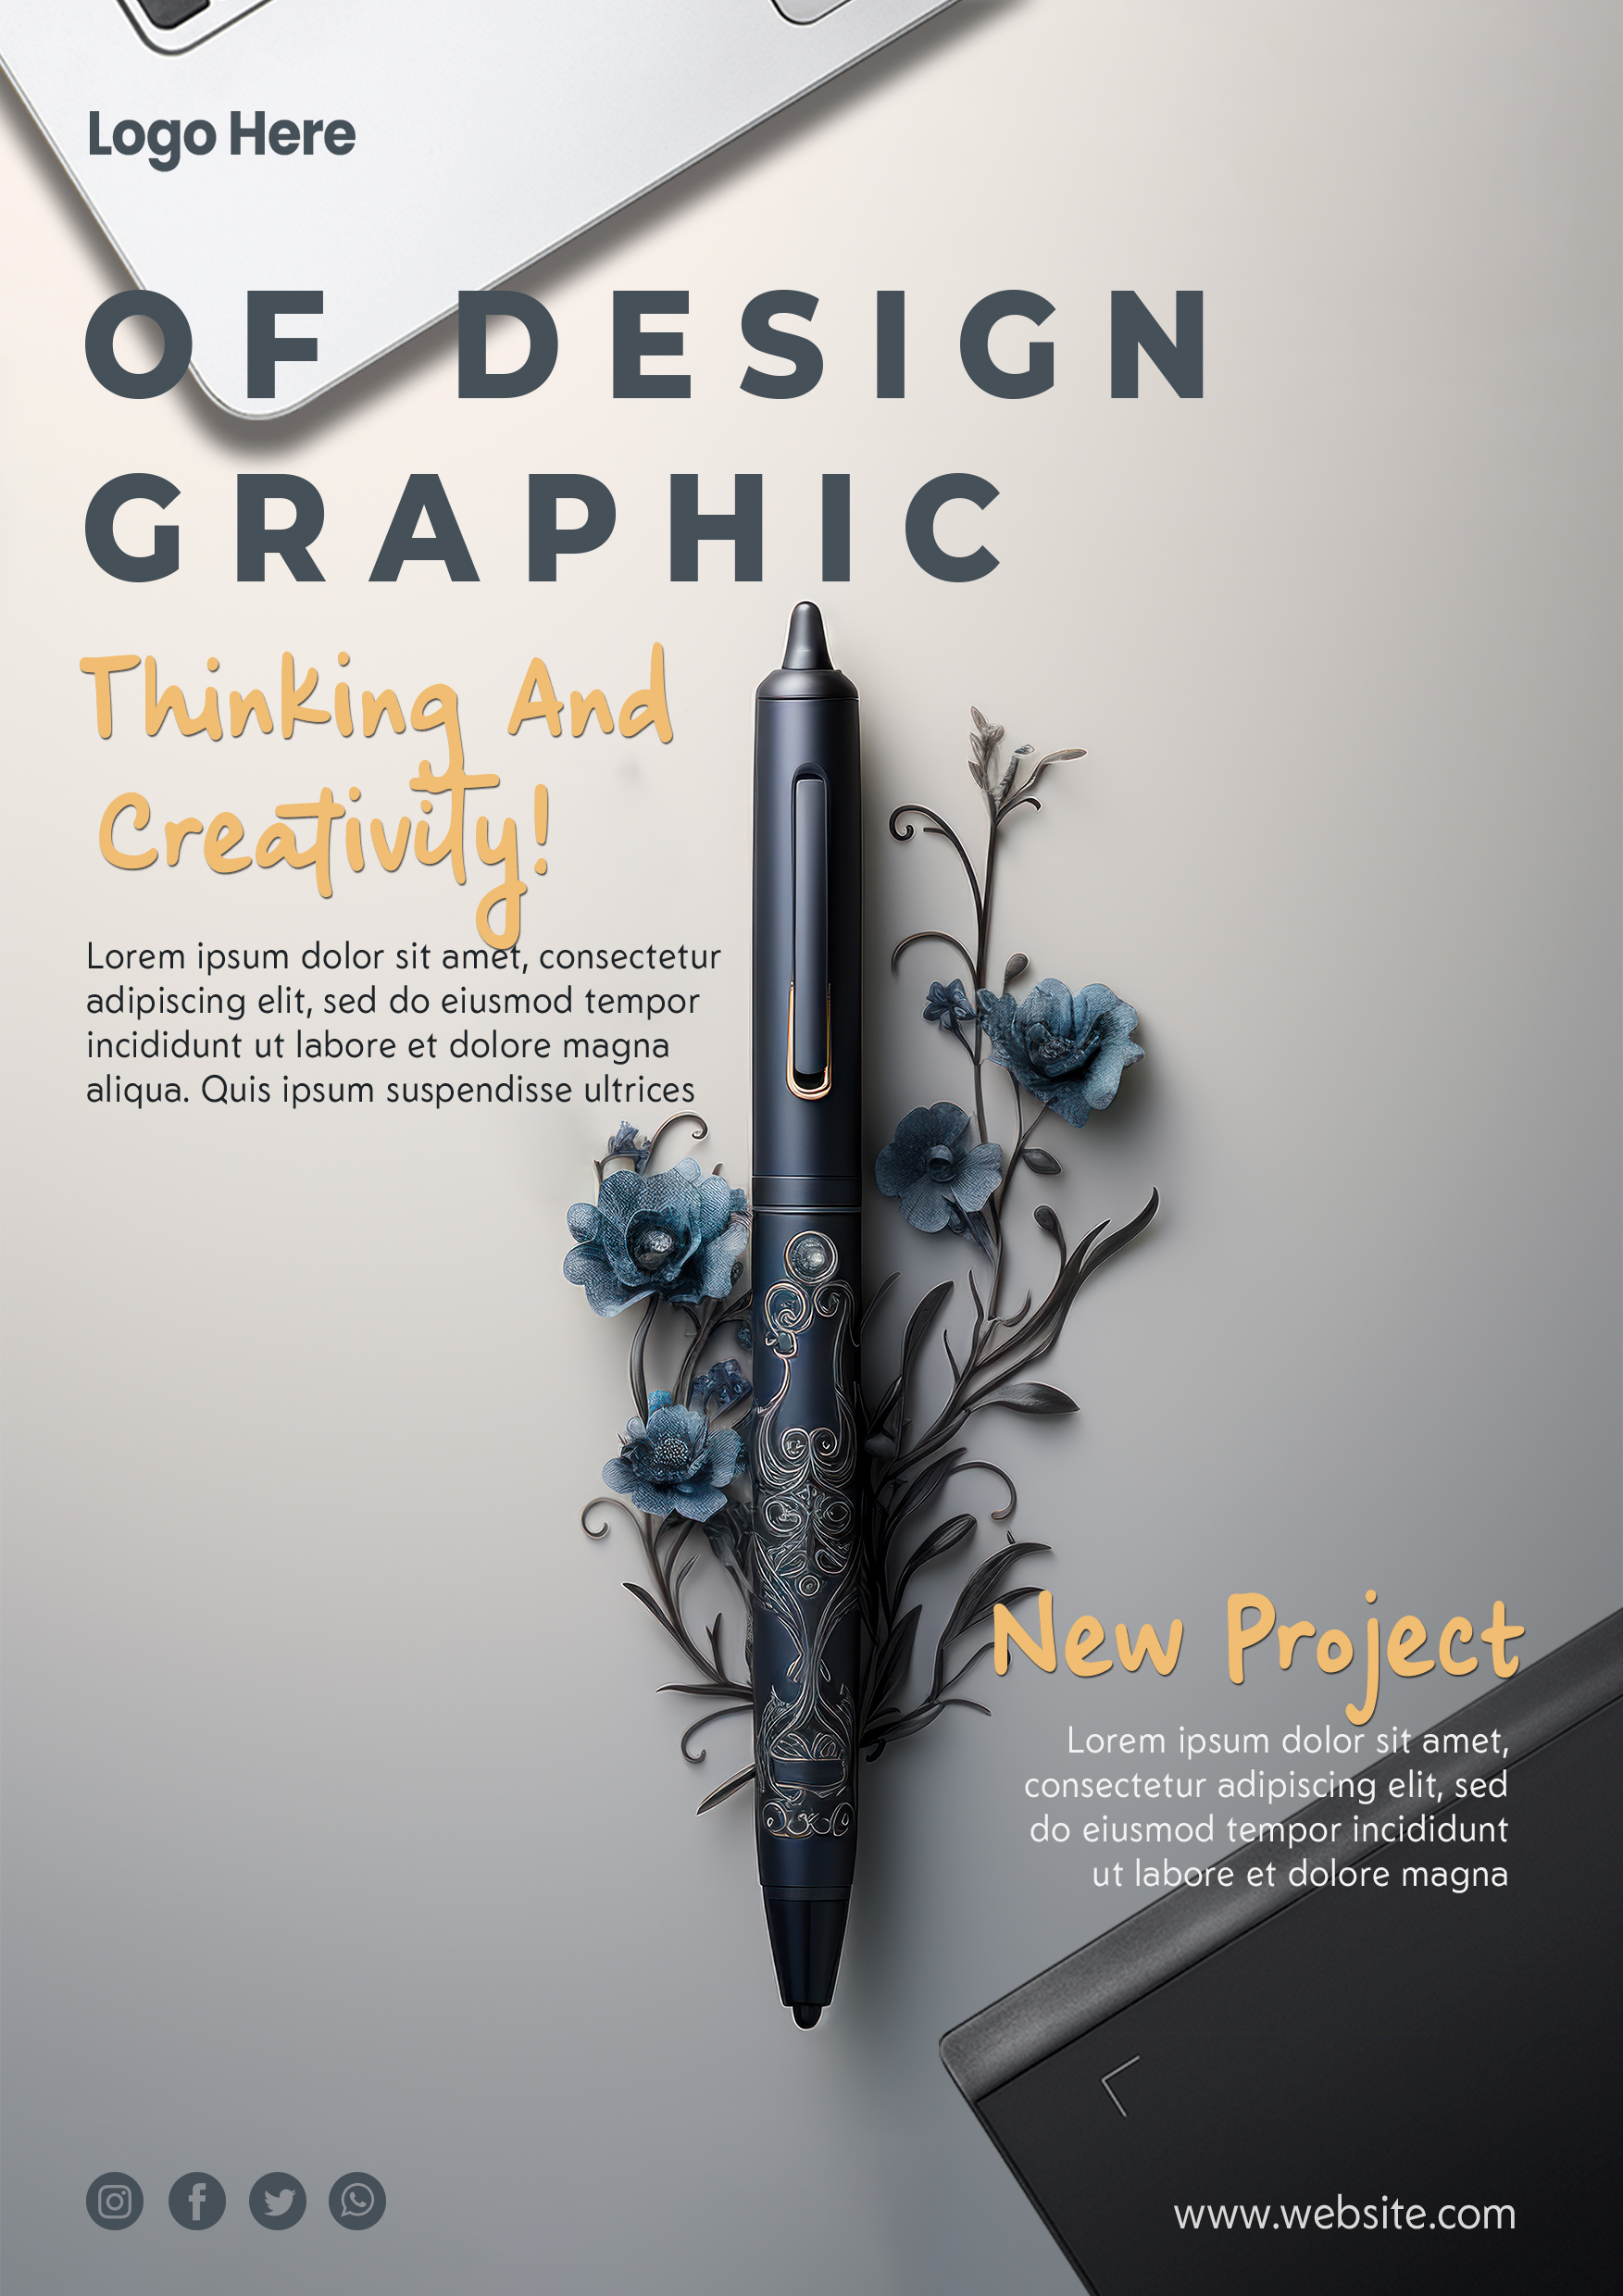 Logo Here
OF DESIGN
GRAPHIC
Thinking And
Creativity!
Lorem ipsum dolor sit amet, consectetur
adipiscing elit, sed do eiusmod tempor
incididunt ut labore et dolore magna
aliqua. Quis ipsum suspendisse ultrices
New Project
Lorem ipsum dolor sit amet,
consectetur adipiscing elit, sed
do eiusmod tempor incididunt
ut labore et dolore magna
www.website.com